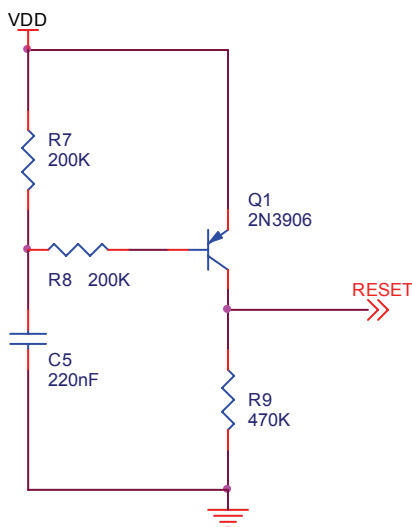 VDD
R7
200K
Q1
2N3906
R8 200K
RESET
C5
220nF
R9
470K